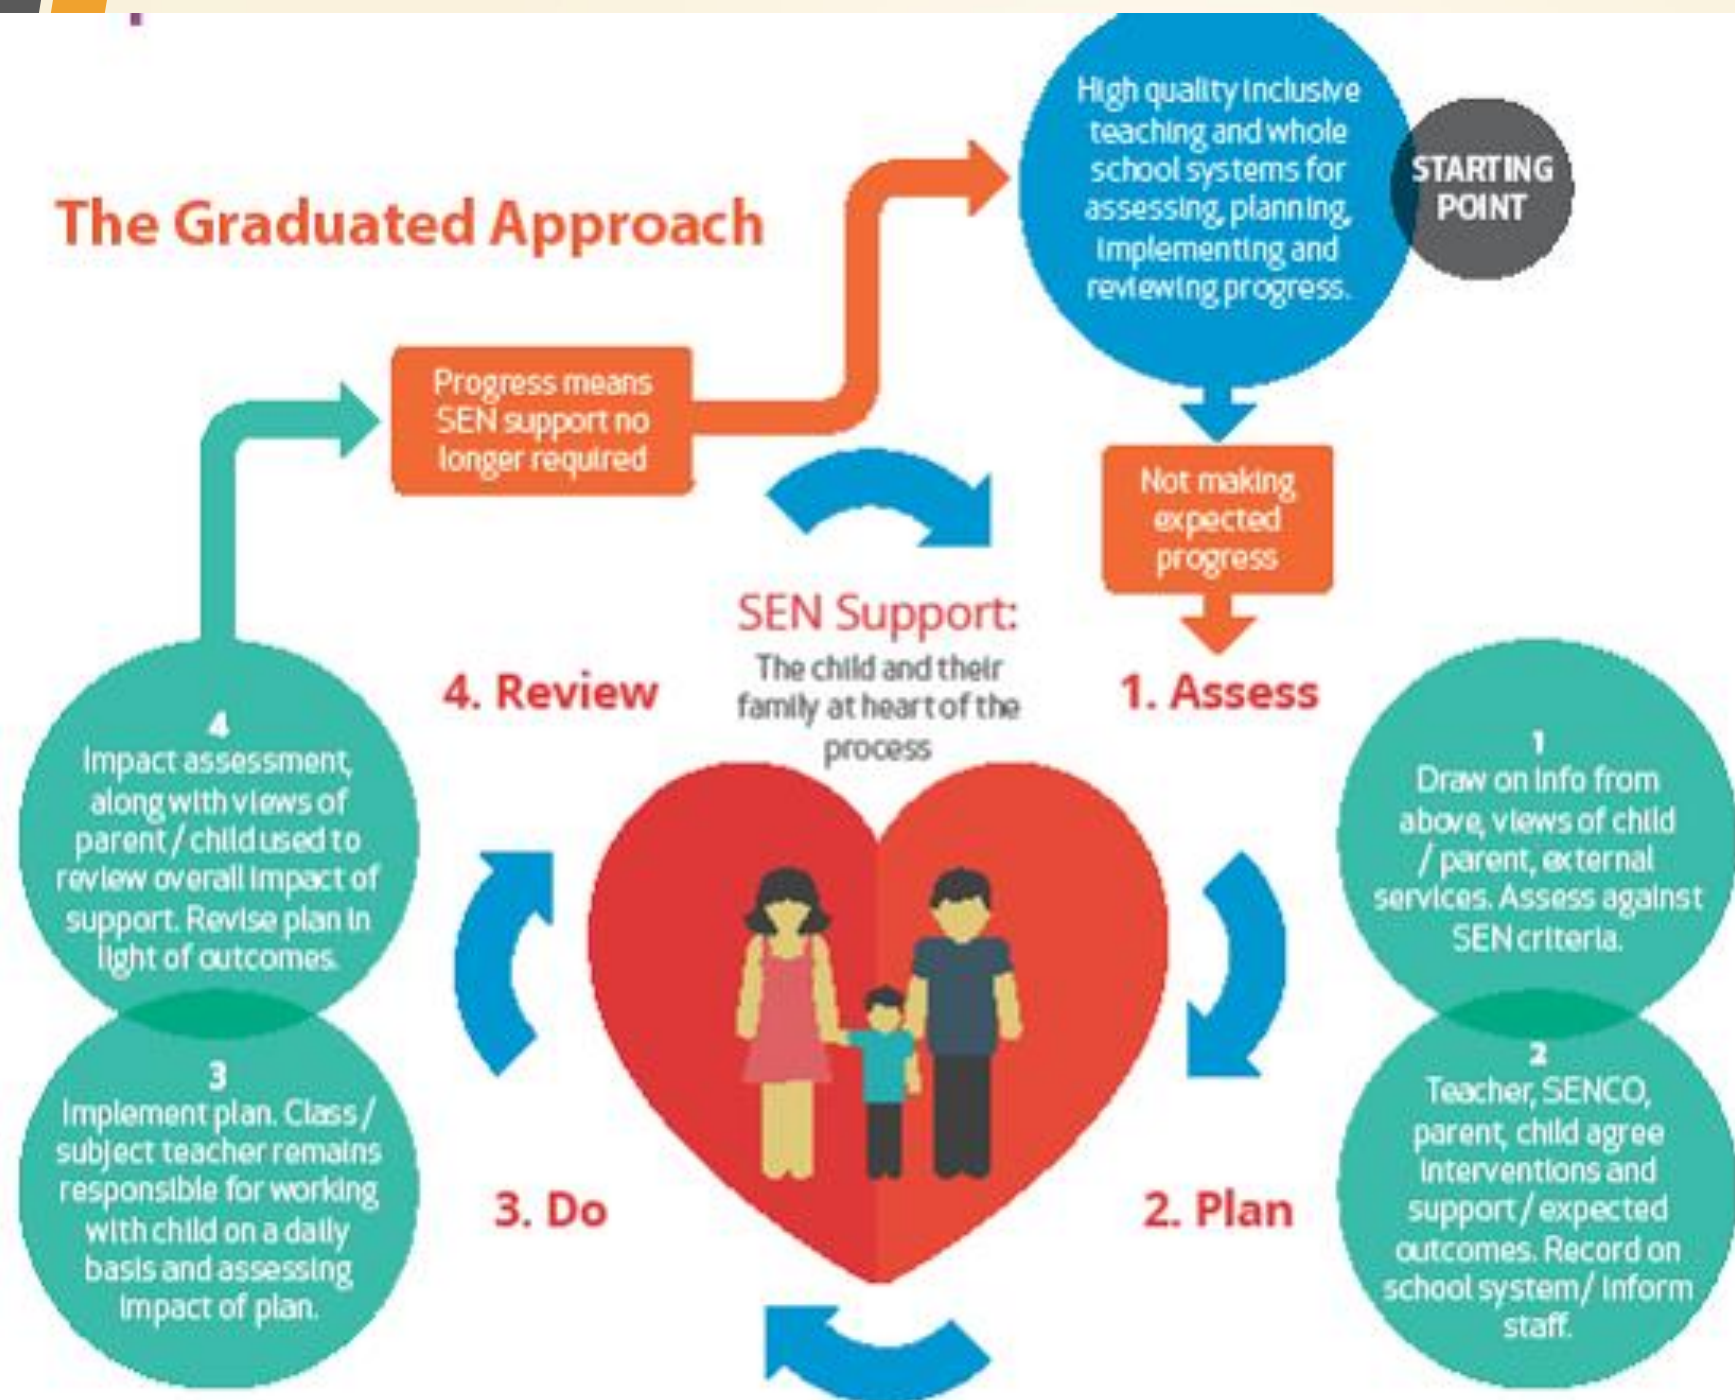 The Graduated Approach
High quality inclusive
teaching and whole
school systems for
assessing, planning,
implementing and
reviewing progress.
STARTING
POINT
Progress means
SEN support no
longer required
Not making
expected
progress
SEN Support:
The child and their
family at heart of the
process
4. Review
1. Assess
4
Impact assessment,
along with views of
parent / child used to
review overall impact of
support. Revise plan in
light of outcomes.
1
Draw on info from
above, views of child
/ parent, external
services. Assess against
SEN criteria.
3
Implement plan. Class /
subject teacher remains
responsible for working
with child on a daily
basis and assessing
impact of plan.
3. Do
2. Plan
2
Teacher, SENCO,
parent, child agree
interventions and
support / expected
outcomes. Record on
school system / inform
staff.